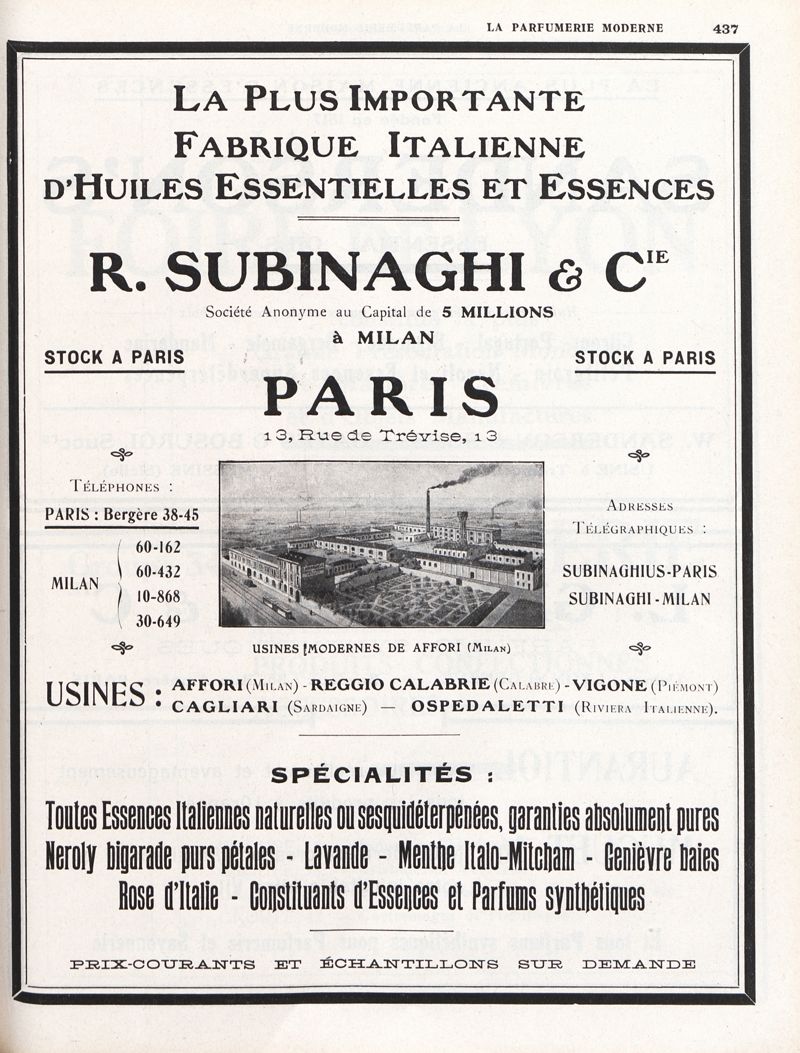 LA PARFUMERIE MODERNE 437
LA PLUS IMPORTANTE
FABRIQUE ITALIENNE
D'HUILES ESSENTIELLES ET ESSENCES
R. SUBINAGHI & CIE
Société Anonyme au Capital de 5 MILLIONS
à MILAN
STOCK A PARIS
STOCK A PARIS
PARIS
13, Rue de Trévise, 13
TÉLÉPHONES :
PARIS : Bergère 38-45
MILAN
60-162
60-432
10-868
30-649
ADRESSES
TÉLÉGRAPHIQUES :
SUBINAGHIUS-PARIS
SUBINAGHI-MILAN
USINES MODERNES DE AFFORI (MILAN)
USINES : AFFORI (MILAN) - REGGIO CALABRIE (CALABRE) - VIGONE (PIÉMONT)
CAGLIARI (SARDAIGNE) — OSPEDALETTI (RIVIERA ITALIENNE).
SPÉCIALITÉS :
Toutes Essences Italiennes naturelles ou sesquidéterpénées, garanties absolument pures
Neroly bigarade purs pétales - Lavande - Menthe Italo-Mitcham - Genièvre baies
Rose d'Italie - Constituants d'Essences et Parfums synthétiques
PRIX-COURANTS ET ÉCHANTILLONS SUR DEMANDE